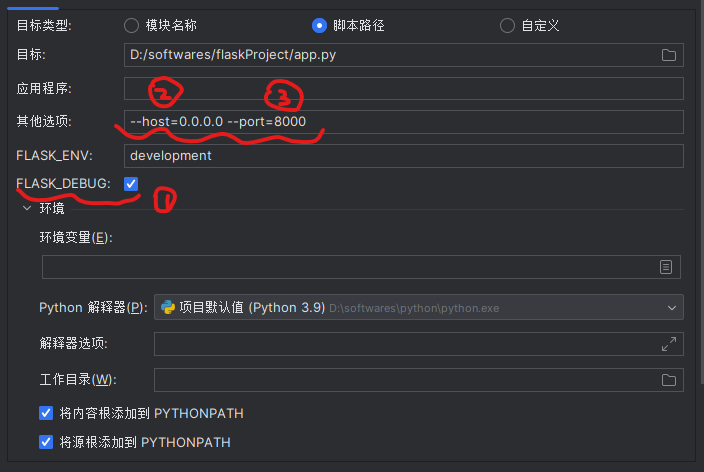 目标类型: 模块名称 脚本路径 自定义
目标: D:/softwares/flaskProject/app.py
应用程序:
2 3
其他选项: --host=0.0.0.0 --port=8000
FLASK_ENV: development
FLASK_DEBUG:
1
环境
环境变量(E):
Python 解释器(P): 项目默认值 (Python 3.9) D:\softwares\python\python.exe
解释器选项:
工作目录(W):
将内容根添加到 PYTHONPATH
将源根添加到 PYTHONPATH